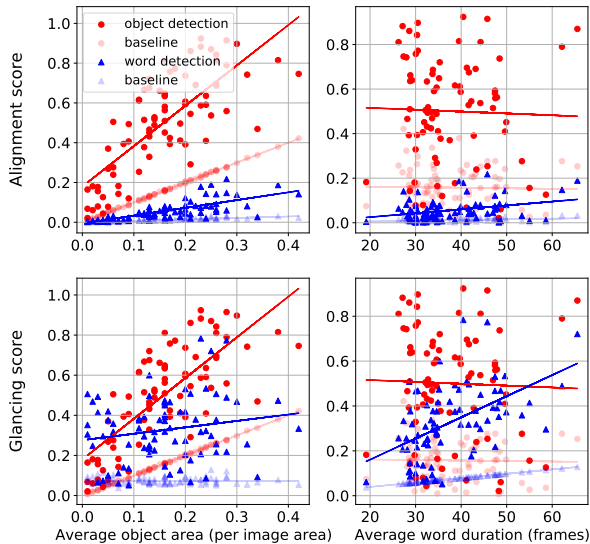 object detection
baseline
word detection
baseline
Alignment score
1.0
0.8
0.6
0.4
0.2
0.0
0.0 0.1 0.2 0.3 0.4
0.8
0.6
0.4
0.2
0.0
20 30 40 50 60
Glancing score
1.0
0.8
0.6
0.4
0.2
0.0
0.0 0.1 0.2 0.3 0.4
Average object area (per image area)
0.8
0.6
0.4
0.2
0.0
20 30 40 50 60
Average word duration (frames)